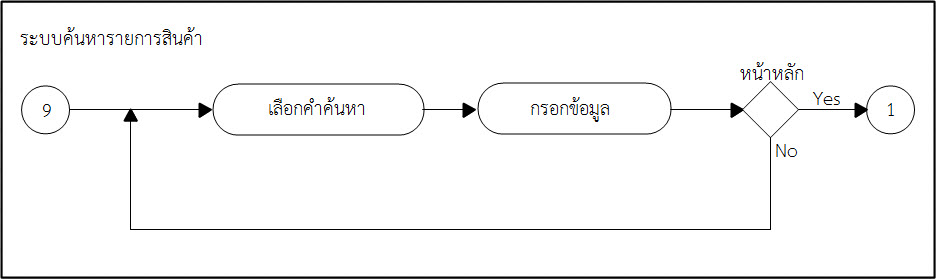 ระบบค้นหารายการสินค้า
หน้าหลัก
9
เลือกคำค้นหา
กรอกข้อมูล
Yes
1
No